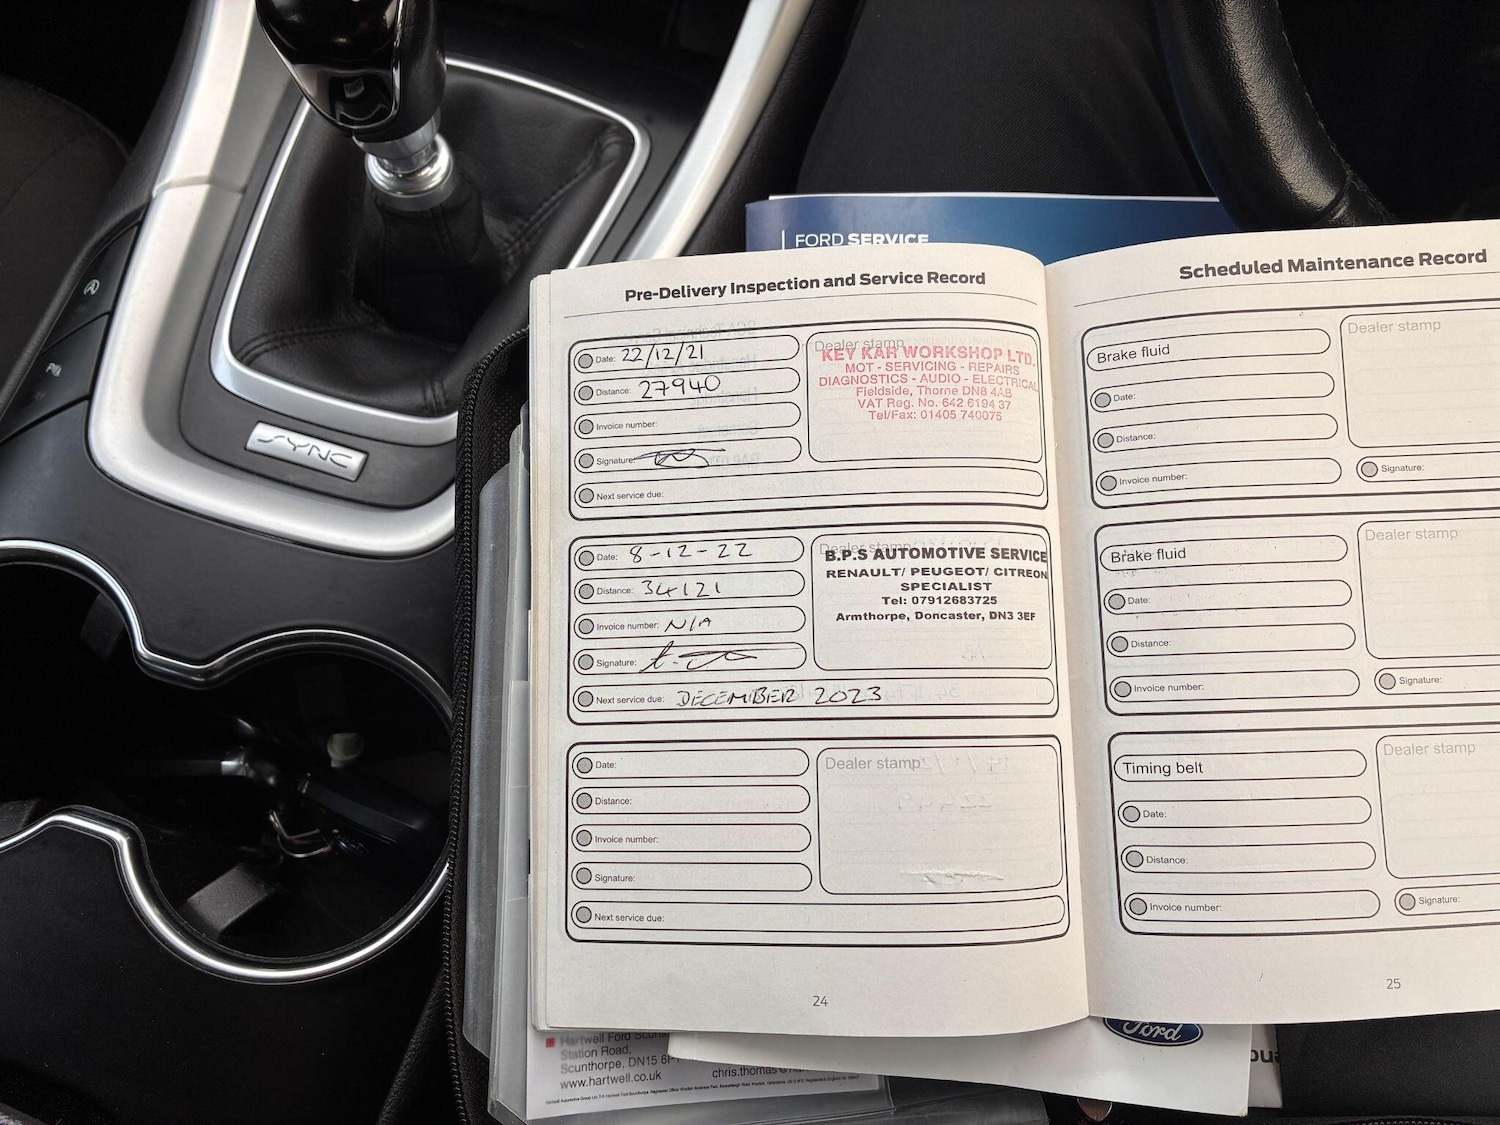 SYNC
FORD SERVICE
Pre-Delivery Inspection and Service Record
Date: 22/12/21
Distance: 27940
Invoice number:
Signature:
Next service due:
Dealer stamp
KEY KAR WORKSHOP LTD.
MOT - SERVICING - REPAIRS
DIAGNOSTICS - AUDIO - ELECTRICAL
Fieldside, Thorne DN8 4AB
VAT Reg. No. 642 6194 37
Tel/Fax: 01405 740075
Date: 8-12-22
Distance: 34121
Invoice number: N/A
Signature:
Next service due: DECEMBER 2023
Dealer stamp
B.P.S AUTOMOTIVE SERVICE
RENAULT/ PEUGEOT/ CITREON
SPECIALIST
Tel: 07912683725
Armthorpe, Doncaster, DN3 3EF
Date:
Distance:
Invoice number:
Signature:
Next service due:
Dealer stamp
24
Scheduled Maintenance Record
Brake fluid
Date:
Distance:
Invoice number:
Dealer stamp
Signature:
Brake fluid
Date:
Distance:
Invoice number:
Dealer stamp
Signature:
Timing belt
Date:
Distance:
Invoice number:
Dealer stamp
Signature:
25
Hartwell Ford
Station Road,
Scunthorpe, DN15
www.hartwell.co.uk
chris.thomas@
Ford